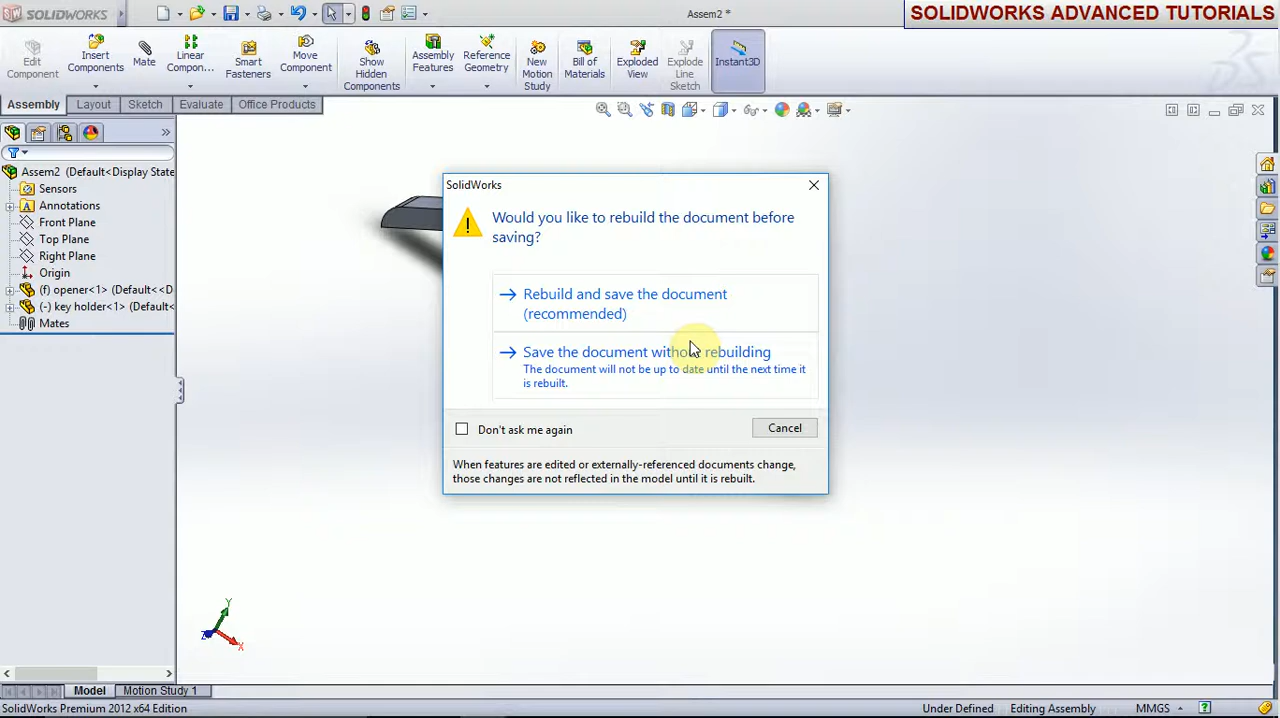 SOLIDWORKS
Assem2 *
SOLIDWORKS ADVANCED TUTORIALS
Edit Component
Insert Components
Mate
Linear Compon...
Smart Fasteners
Move Component
Show Hidden Components
Assembly Features
Reference Geometry
New Motion Study
Bill of Materials
Exploded View
Explode Line Sketch
Instant3D
Assembly
Layout
Sketch
Evaluate
Office Products
Assem2 (Default<Display State
Sensors
Annotations
Front Plane
Top Plane
Right Plane
Origin
(f) opener<1> (Default<<D
(-) key holder<1> (Default<
Mates
SolidWorks
Would you like to rebuild the document before
saving?
Rebuild and save the document
(recommended)
Save the document without rebuilding
The document will not be up to date until the next time it
is rebuilt.
Don't ask me again
Cancel
When features are edited or externally-referenced documents change,
those changes are not reflected in the model until it is rebuilt.
Y
Z
X
Model
Motion Study 1
SolidWorks Premium 2012 x64 Edition
Under Defined
Editing Assembly
MMGS